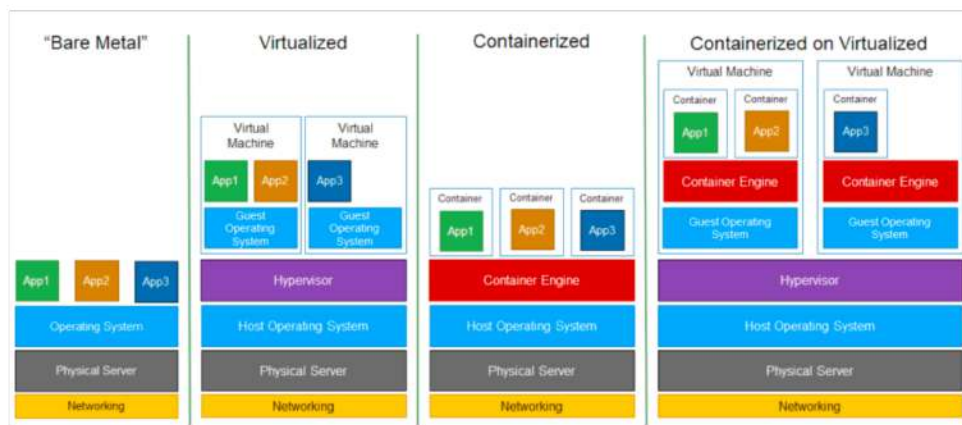 "Bare Metal"
App1
App2
App3
Operating System
Physical Server
Networking
Virtualized
Virtual
Machine
Virtual
Machine
App1
App2
App3
Guest
Operating
System
Guest
Operating
System
Hypervisor
Host Operating System
Physical Server
Networking
Containerized
Container
Container
Container
App1
App2
App3
Container Engine
Host Operating System
Physical Server
Networking
Containerized on Virtualized
Virtual Machine
Virtual Machine
Container
Container
Container
App1
App2
App3
Container Engine
Container Engine
Guest Operating
System
Guest Operating
System
Hypervisor
Host Operating System
Physical Server
Networking